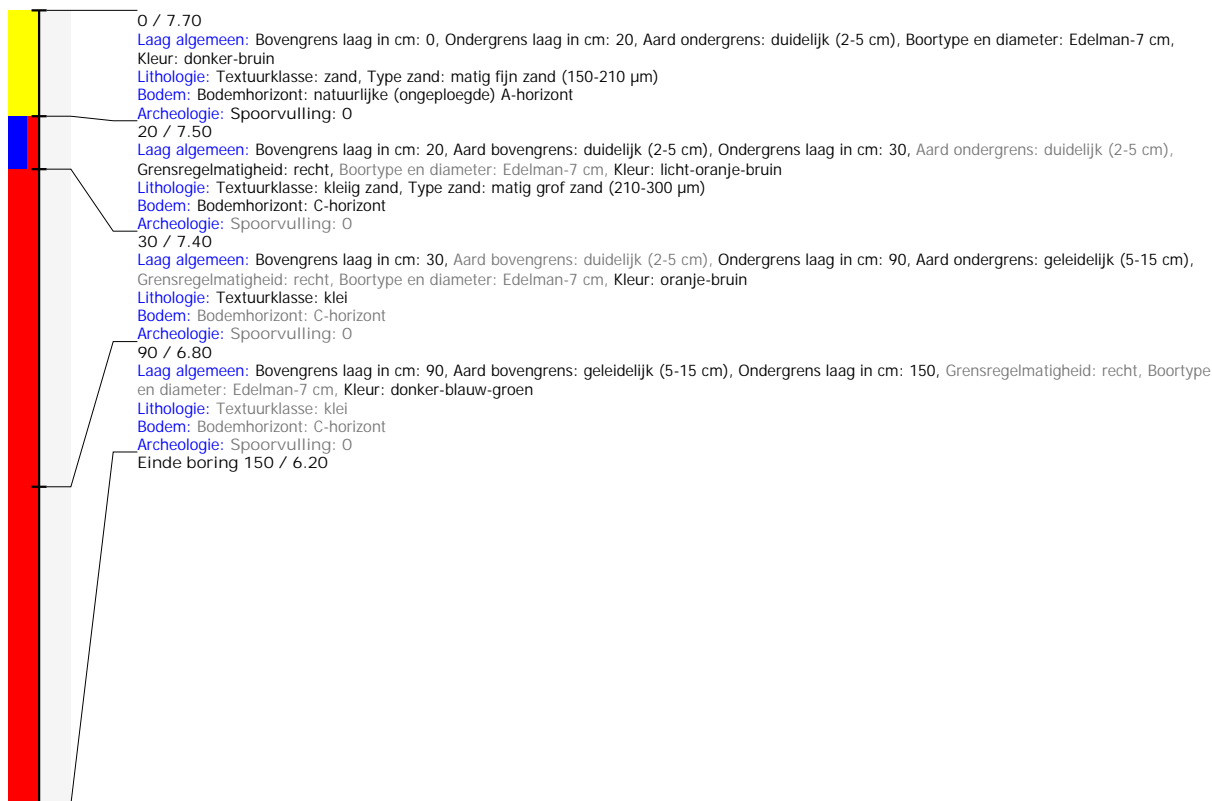 0 / 7.70
Laag algemeen: Bovengrens laag in cm: 0, Ondergrens laag in cm: 20, Aard ondergrens: duidelijk (2-5 cm), Boortype en diameter: Edelman-7 cm,
Kleur: donker-bruin
Lithologie: Textuurklasse: zand, Type zand: matig fijn zand (150-210 µm)
Bodem: Bodemhorizont: natuurlijke (ongeploegde) A-horizont
Archeologie: Spoorvulling: 0
20 / 7.50
Laag algemeen: Bovengrens laag in cm: 20, Aard bovengrens: duidelijk (2-5 cm), Ondergrens laag in cm: 30, Aard ondergrens: duidelijk (2-5 cm),
Grensregelmatigheid: recht, Boortype en diameter: Edelman-7 cm, Kleur: licht-oranje-bruin
Lithologie: Textuurklasse: kleiig zand, Type zand: matig grof zand (210-300 µm)
Bodem: Bodemhorizont: C-horizont
Archeologie: Spoorvulling: 0
30 / 7.40
Laag algemeen: Bovengrens laag in cm: 30, Aard bovengrens: duidelijk (2-5 cm), Ondergrens laag in cm: 90, Aard ondergrens: geleidelijk (5-15 cm),
Grensregelmatigheid: recht, Boortype en diameter: Edelman-7 cm, Kleur: oranje-bruin
Lithologie: Textuurklasse: klei
Bodem: Bodemhorizont: C-horizont
Archeologie: Spoorvulling: 0
90 / 6.80
Laag algemeen: Bovengrens laag in cm: 90, Aard bovengrens: geleidelijk (5-15 cm), Ondergrens laag in cm: 150, Grensregelmatigheid: recht, Boortype
en diameter: Edelman-7 cm, Kleur: donker-blauw-groen
Lithologie: Textuurklasse: klei
Bodem: Bodemhorizont: C-horizont
Archeologie: Spoorvulling: 0
Einde boring 150 / 6.20